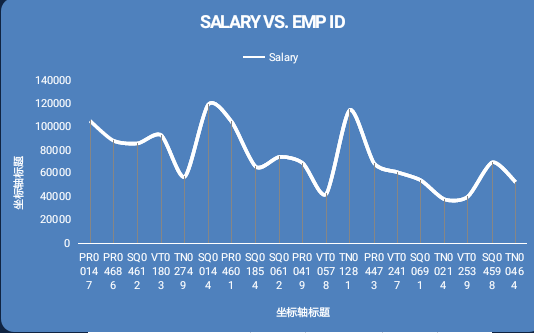 SALARY VS. EMP ID
Salary
140000
120000
100000
80000
60000
40000
20000
0
坐标轴标题
PR0 PR0 SQ0 VT0 TN0 SQ0 PR0 SQ0 SQ0 PR0 VT0 TN0 PR0 VT0 SQ0 TN0 VT0 SQ0 TN0
014 468 461 180 274 014 460 185 061 041 057 128 447 241 069 021 253 459 046
7 6 2 3 9 4 1 4 2 9 8 1 3 7 1 4 9 8 4
坐标轴标题